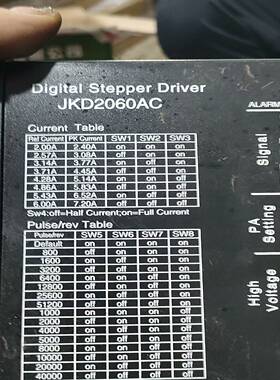 Digital Stepper Driver
JKD2060AC
Current Table
Ref Current PK Current SW1 SW2 SW3
2.00A 2.40A on on on
2.57A 3.08A off on on
3.14A 3.77A on off on
3.71A 4.45A off off on
4.28A 5.14A on on off
4.86A 5.83A off on off
5.43A 6.52A on off off
6.00A 7.20A off off off
Sw4:off=Half Current;on=Full Current
Pulse/rev Table
Pulse/rev SW5 SW6 SW7 SW8
Default on on on on
800 off on on on
1600 on off on on
3200 off off on on
6400 on on off on
12800 off on off on
25600 on off off on
51200 off off off on
1000 on on on off
2000 off on on off
4000 on off on off
5000 off off on off
8000 on on off off
10000 off on off off
20000 on off off off
40000 off off off off
ALARM
Signal
PA
Setting
High
Voltage